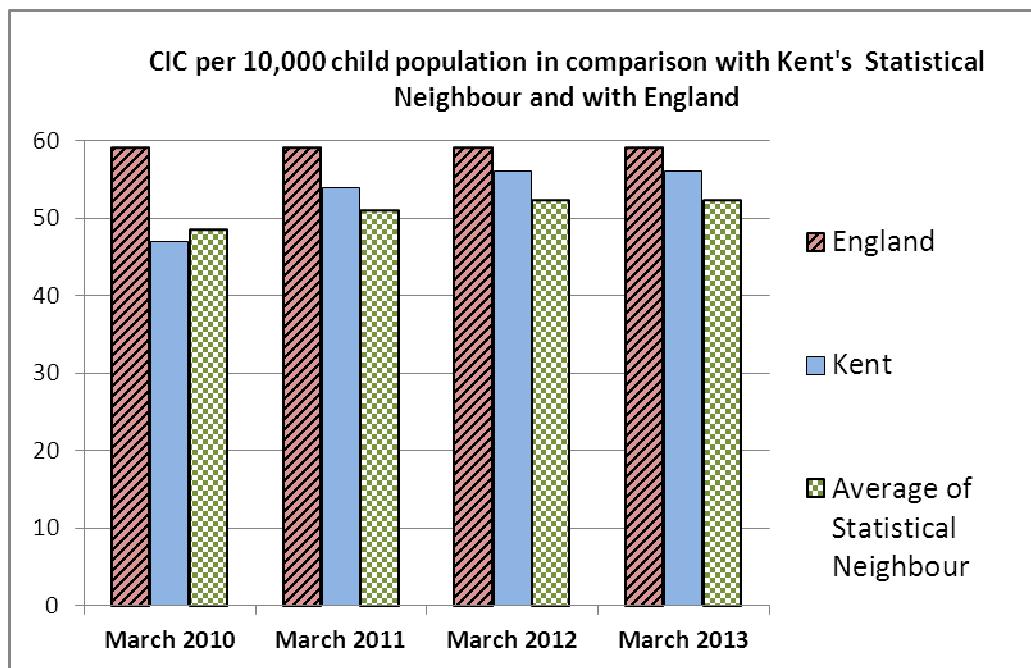 CIC per 10,000 child population in comparison with Kent's Statistical
Neighbour and with England
60
50
40
30
20
10
0
March 2010
March 2011
March 2012
March 2013
England
Kent
Average of
Statistical
Neighbour